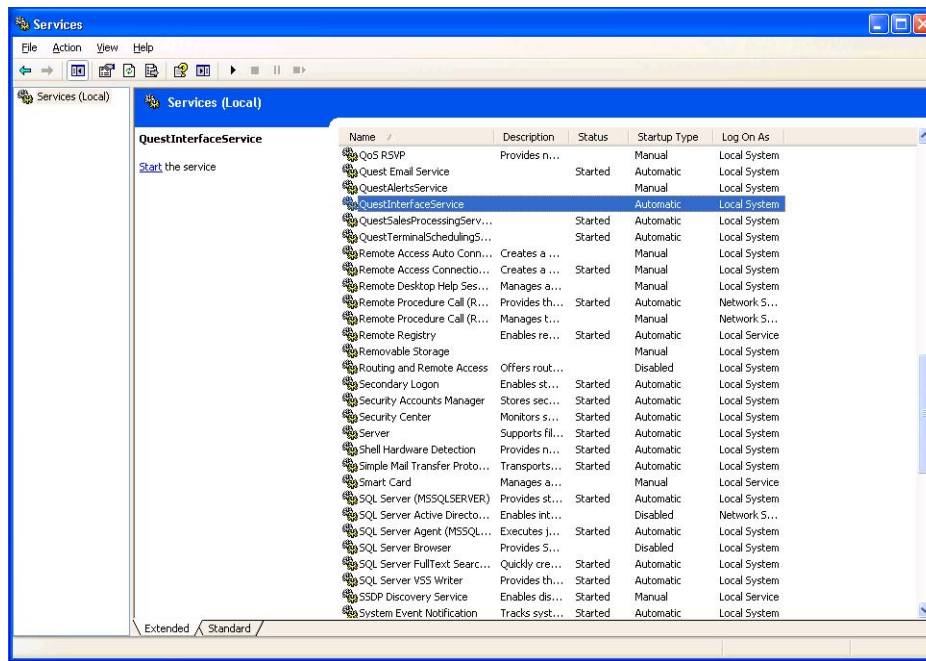 Services
File Action View Help
Services (Local)
Services (Local)
QuestInterfaceService
Start the service
Name Description Status Startup Type Log On As
QoS RSVP Provides n... Manual Local System
Quest Email Service Started Automatic Local System
QuestAlertsService Manual Local System
QuestInterfaceService Automatic Local System
QuestSalesProcessingServ... Started Automatic Local System
QuestTerminalSchedulingS... Started Automatic Local System
Remote Access Auto Conn... Creates a ... Manual Local System
Remote Access Connectio... Creates a ... Started Manual Local System
Remote Desktop Help Ses... Manages a... Manual Local System
Remote Procedure Call (R... Provides th... Started Automatic Network S...
Remote Procedure Call (R... Manages t... Manual Network S...
Remote Registry Enables re... Started Automatic Local Service
Removable Storage Manual Local System
Routing and Remote Access Offers rout... Disabled Local System
Secondary Logon Enables st... Started Automatic Local System
Security Accounts Manager Stores sec... Started Automatic Local System
Security Center Monitors s... Started Automatic Local System
Server Supports fil... Started Automatic Local System
Shell Hardware Detection Provides n... Started Automatic Local System
Simple Mail Transfer Proto... Transports... Started Automatic Local System
Smart Card Manages a... Manual Local Service
SQL Server (MSSQLSERVER) Provides st... Started Automatic Local System
SQL Server Active Directo... Enables int... Disabled Network S...
SQL Server Agent (MSSQL... Executes j... Started Automatic Local System
SQL Server Browser Provides S... Disabled Local System
SQL Server FullText Searc... Quickly cre... Started Automatic Local System
SQL Server VSS Writer Provides th... Started Automatic Local System
SSDP Discovery Service Enables dis... Started Manual Local Service
System Event Notification Tracks syst... Started Automatic Local System
Extended Standard